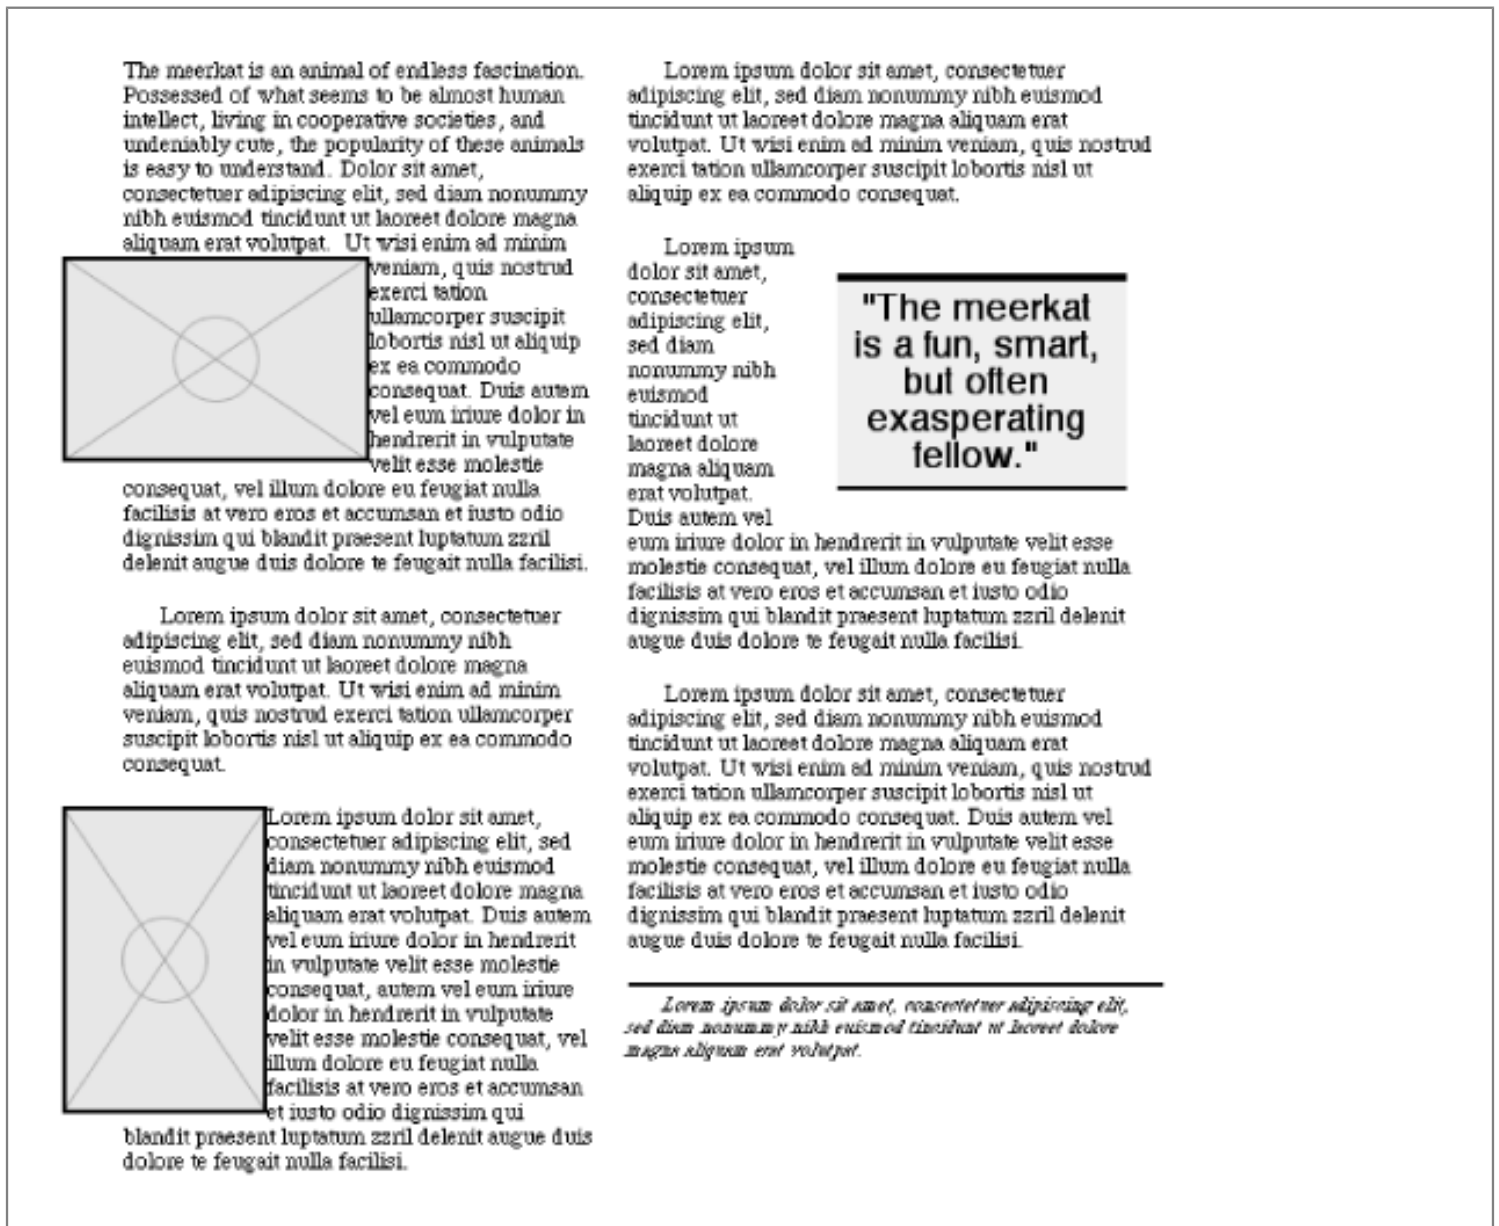 The meerkat is an animal of endless fascination.
Possessed of what seems to be almost human
intellect, living in cooperative societies, and
undeniably cute, the popularity of these animals
is easy to understand. Dolor sit amet,
consectetuer adipiscing elit, sed diam nonummy
nibh euismod tincidunt ut laoreet dolore magna
aliquam erat volutpat. Ut wisi enim ad minim
veniam, quis nostrud
exerci tation
ullamcorper suscipit
lobortis nisl ut aliquip
ex ea commodo
consequat. Duis autem
vel eum iriure dolor in
hendrerit in vulputate
velit esse molestie
consequat, vel illum dolore eu feugiat nulla
facilisis at vero eros et accumsan et iusto odio
dignissim qui blandit praesent luptatum zzril
delenit augue duis dolore te feugait nulla facilisi.
Lorem ipsum dolor sit amet, consectetuer
adipiscing elit, sed diam nonummy nibh
euismod tincidunt ut laoreet dolore magna
aliquam erat volutpat. Ut wisi enim ad minim
veniam, quis nostrud exerci tation ullamcorper
suscipit lobortis nisl ut aliquip ex ea commodo
consequat.
Lorem ipsum dolor sit amet,
consectetuer adipiscing elit, sed
diam nonummy nibh euismod
tincidunt ut laoreet dolore magna
aliquam erat volutpat. Duis autem
vel eum iriure dolor in hendrerit
in vulputate velit esse molestie
consequat, autem vel eum iriure
dolor in hendrerit in vulputate
velit esse molestie consequat, vel
illum dolore eu feugiat nulla
facilisis at vero eros et accumsan
et iusto odio dignissim qui
blandit praesent luptatum zzril delenit augue duis
dolore te feugait nulla facilisi.
Lorem ipsum dolor sit amet, consectetuer
adipiscing elit, sed diam nonummy nibh euismod
tincidunt ut laoreet dolore magna aliquam erat
volutpat. Ut wisi enim ad minim veniam, quis nostrud
exerci tation ullamcorper suscipit lobortis nisl ut
aliquip ex ea commodo consequat.
Lorem ipsum
dolor sit amet,
consectetuer
adipiscing elit,
sed diam
nonummy nibh
euismod
tincidunt ut
laoreet dolore
magna aliquam
erat volutpat.
Duis autem vel
eum iriure dolor in hendrerit in vulputate velit esse
molestie consequat, vel illum dolore eu feugiat nulla
facilisis at vero eros et accumsan et iusto odio
dignissim qui blandit praesent luptatum zzril delenit
augue duis dolore te feugait nulla facilisi.
"The meerkat
is a fun, smart,
but often
exasperating
fellow."
Lorem ipsum dolor sit amet, consectetuer
adipiscing elit, sed diam nonummy nibh euismod
tincidunt ut laoreet dolore magna aliquam erat
volutpat. Ut wisi enim ad minim veniam, quis nostrud
exerci tation ullamcorper suscipit lobortis nisl ut
aliquip ex ea commodo consequat. Duis autem vel
eum iriure dolor in hendrerit in vulputate velit esse
molestie consequat, vel illum dolore eu feugiat nulla
facilisis at vero eros et accumsan et iusto odio
dignissim qui blandit praesent luptatum zzril delenit
augue duis dolore te feugait nulla facilisi.
Lorem ipsum dolor sit amet, consectetuer adipiscing elit,
sed diam nonummy nibh euismod tincidunt ut laoreet dolore
magna aliquam erat volutpat.